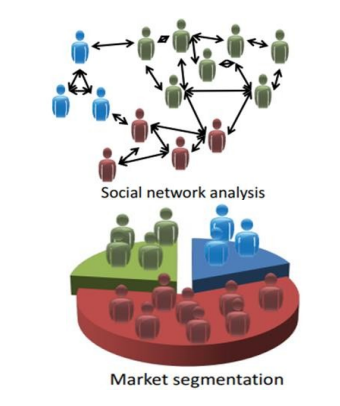 Social network analysis
Market segmentation